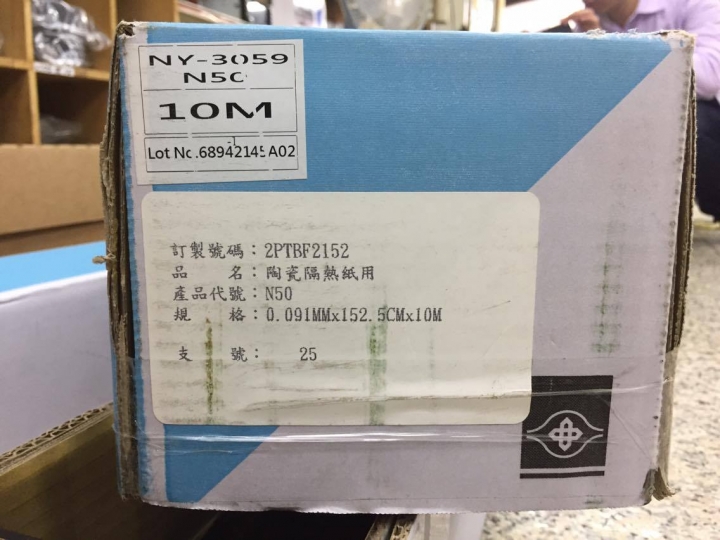 NY-3059
N50
10M
Lot No.68942145A02
訂製號碼：2PTBF2152
品　　名：陶瓷隔熱紙用
產品代號：N50
規　　格：0.091MMx152.5CMx10M
支　　號：　25